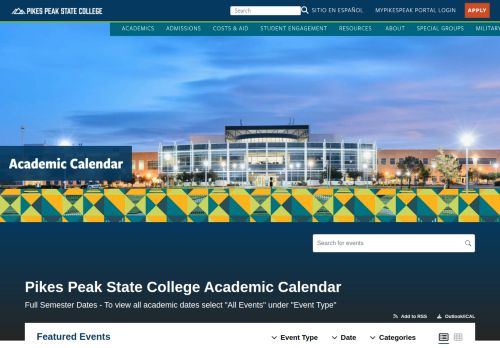 PIKES PEAK STATE COLLEGE
Search
SITIO EN ESPAÑOL
MYPIKESPEAK PORTAL LOGIN
APPLY
ACADEMICS ADMISSIONS COSTS & AID STUDENT ENGAGEMENT RESOURCES ABOUT SPECIAL GROUPS MILITARY
Academic Calendar
Search for events
Pikes Peak State College Academic Calendar
Full Semester Dates - To view all academic dates select "All Events" under "Event Type"
Add to RSS Outlook/iCAL
Featured Events Event Type Date Categories